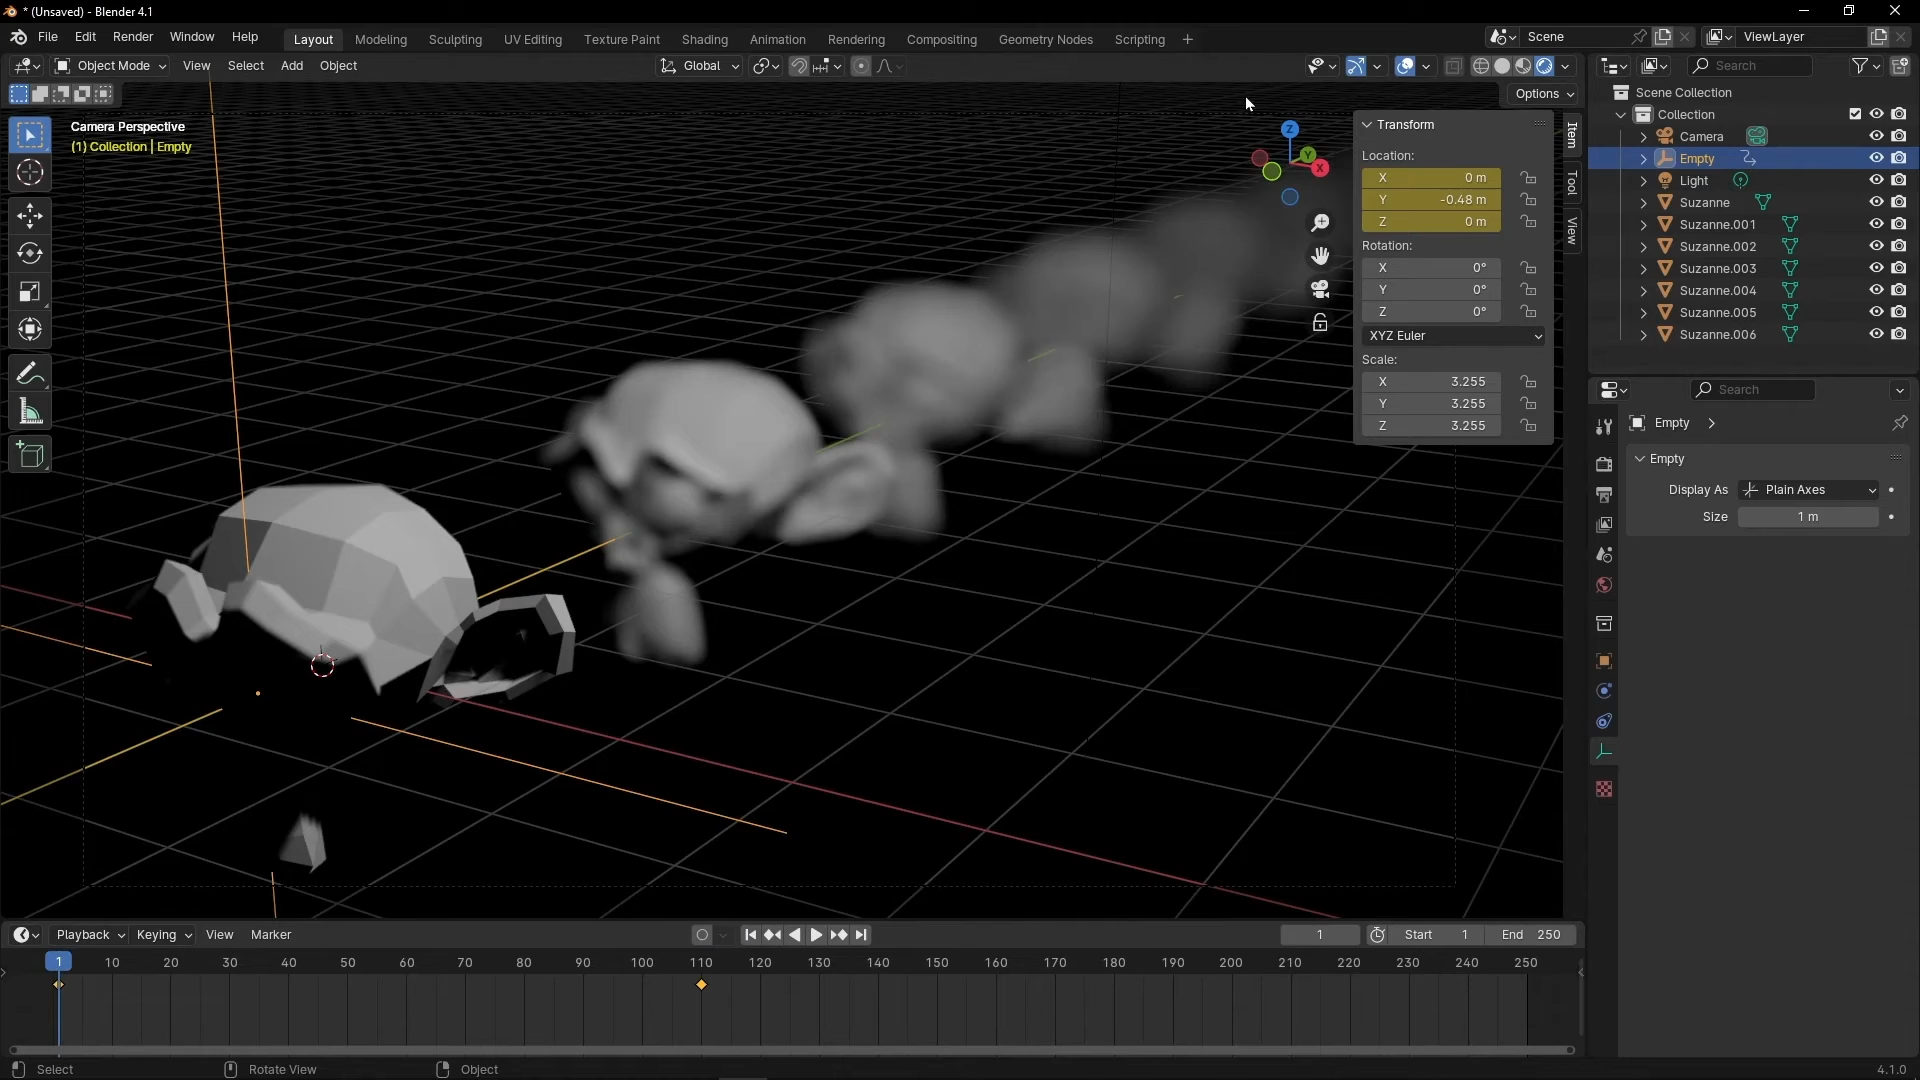 * (Unsaved) - Blender 4.1
File Edit Render Window Help Layout Modeling Sculpting UV Editing Texture Paint Shading Animation Rendering Compositing Geometry Nodes Scripting + Scene ViewLayer
Object Mode View Select Add Object Global Search
Options
Camera Perspective
(1) Collection | Empty
Z
Y
X
Transform
Location:
X 0 m
Y -0.48 m
Z 0 m
Rotation:
X 0°
Y 0°
Z 0°
XYZ Euler
Scale:
X 3.255
Y 3.255
Z 3.255
Item
Tool
View
Scene Collection
Collection
Camera
Empty
Light
Suzanne
Suzanne.001
Suzanne.002
Suzanne.003
Suzanne.004
Suzanne.005
Suzanne.006
Search
Empty
Empty
Display As Plain Axes
Size 1 m
Playback Keying View Marker 1 Start 1 End 250
1 10 20 30 40 50 60 70 80 90 100 110 120 130 140 150 160 170 180 190 200 210 220 230 240 250
Select Rotate View Object 4.1.0